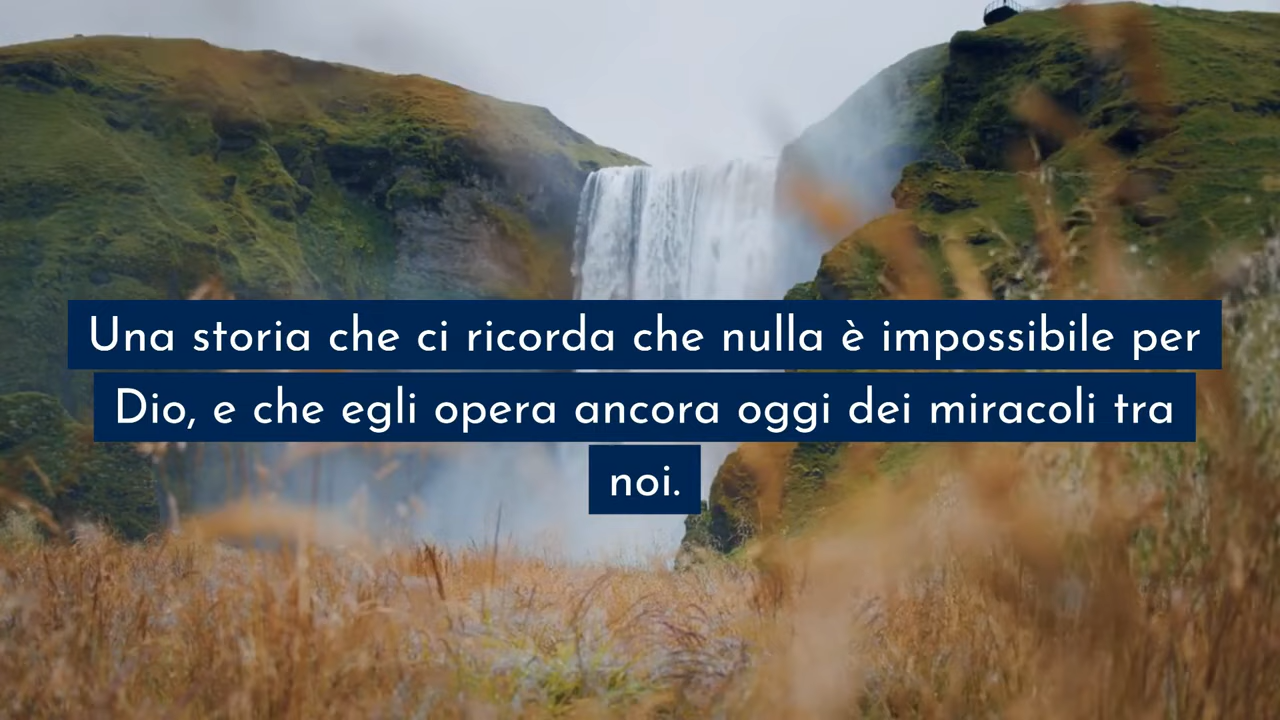 Una storia che ci ricorda che nulla è impossibile per
Dio, e che egli opera ancora oggi dei miracoli tra
noi.